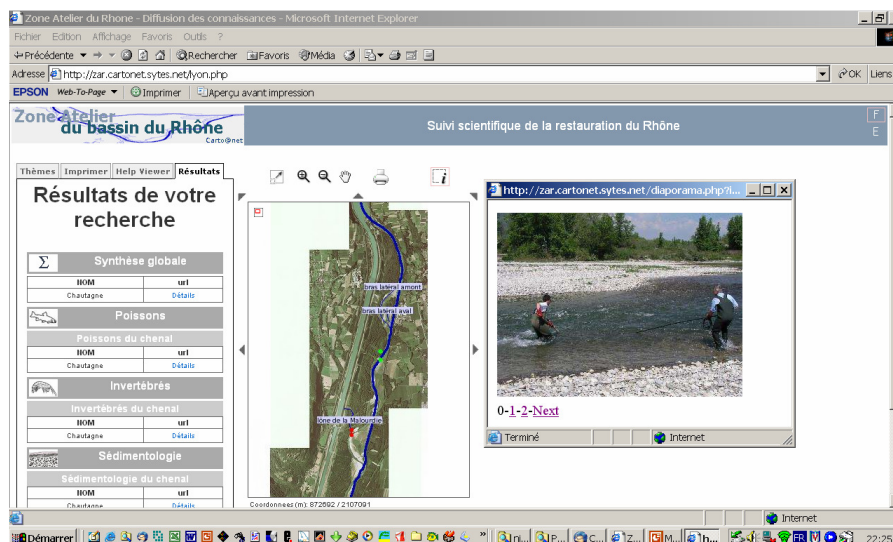 Zone Atelier du Rhone - Diffusion des connaissances - Microsoft Internet Explorer
Fichier Edition Affichage Favoris Outils ?
Précédente Rechercher Favoris Média
Adresse http://zar.cartonet.sytes.net/lyon.php OK Liens
EPSON Web-To-Page Imprimer Aperçu avant impression
Zone Atelier
du bassin du Rhône
Carto@net
Suivi scientifique de la restauration du Rhône
F
E
Thèmes Imprimer Help Viewer Résultats
Résultats de votre
recherche
Σ Synthèse globale
NOM url
Chautagne Détails
Poissons
Poissons du chenal
NOM url
Chautagne Détails
Invertébrés
Invertébrés du chenal
NOM url
Chautagne Détails
Sédimentologie
Sédimentologie du chenal
NOM url
Chautagne Détails
bras latéral amont
bras latéral aval
lône de la Malourdie
Coordonnees (m): 872692 / 2107091
http://zar.cartonet.sytes.net/diaporama.php?i...
0-1-2-Next
Terminé Internet
Internet
Démarrer
FR